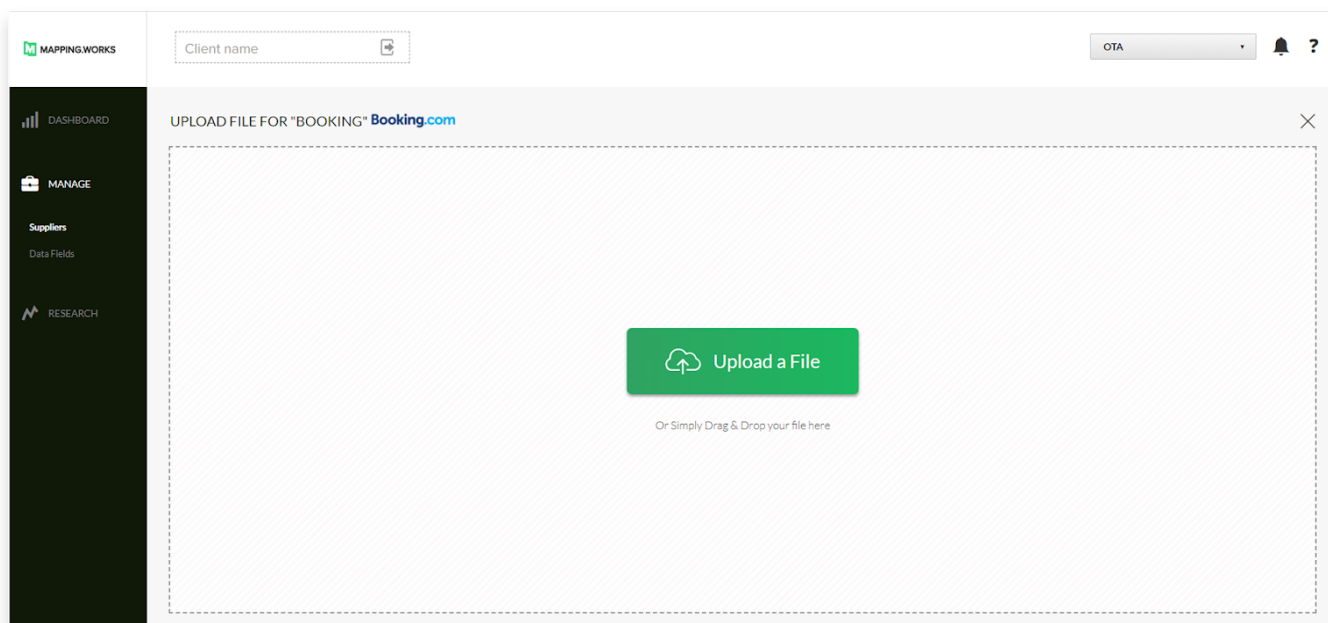 MAPPING.WORKS
Client name
OTA
?
DASHBOARD
UPLOAD FILE FOR "BOOKING" Booking.com
MANAGE
Suppliers
Data Fields
RESEARCH
Upload a File
Or Simply Drag & Drop your file here